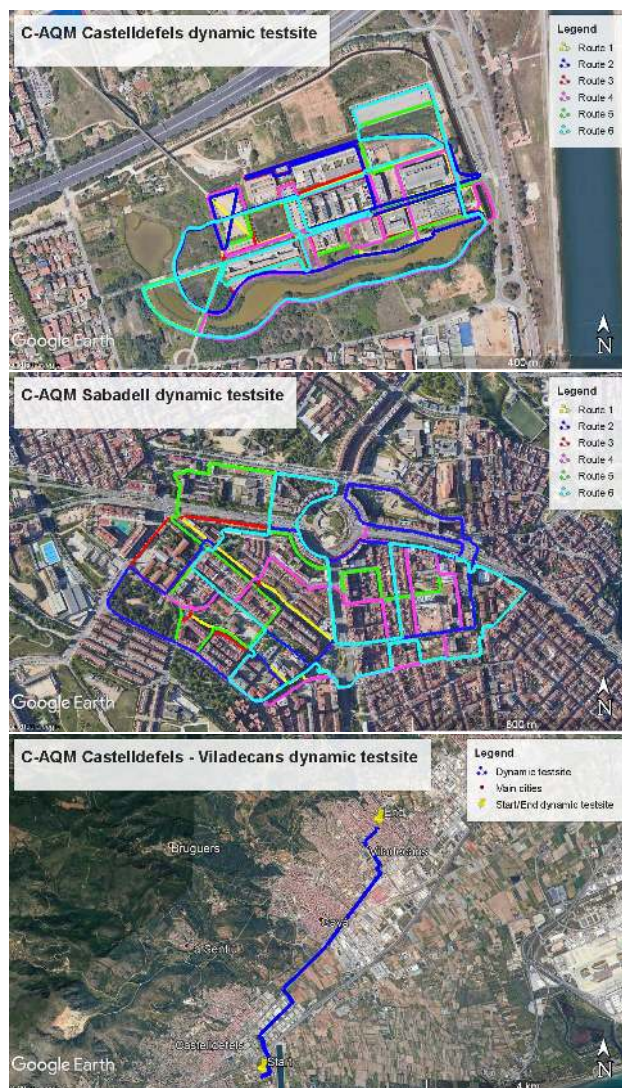 C-AQM Castelldefels dynamic testsite
Legend
Route 1
Route 2
Route 3
Route 4
Route 5
Route 6
Google Earth
400 m
N
C-AQM Sabadell dynamic testsite
Legend
Route 1
Route 2
Route 3
Route 4
Route 5
Route 6
Google Earth
N
C-AQM Castelldefels - Viladecans dynamic testsite
Legend
Dynamic testsite
Main cities
Start/End dynamic testsite
End
Bruguers
Viladecans
Gavà
Castelldefels
Start
Google Earth
4 km
N